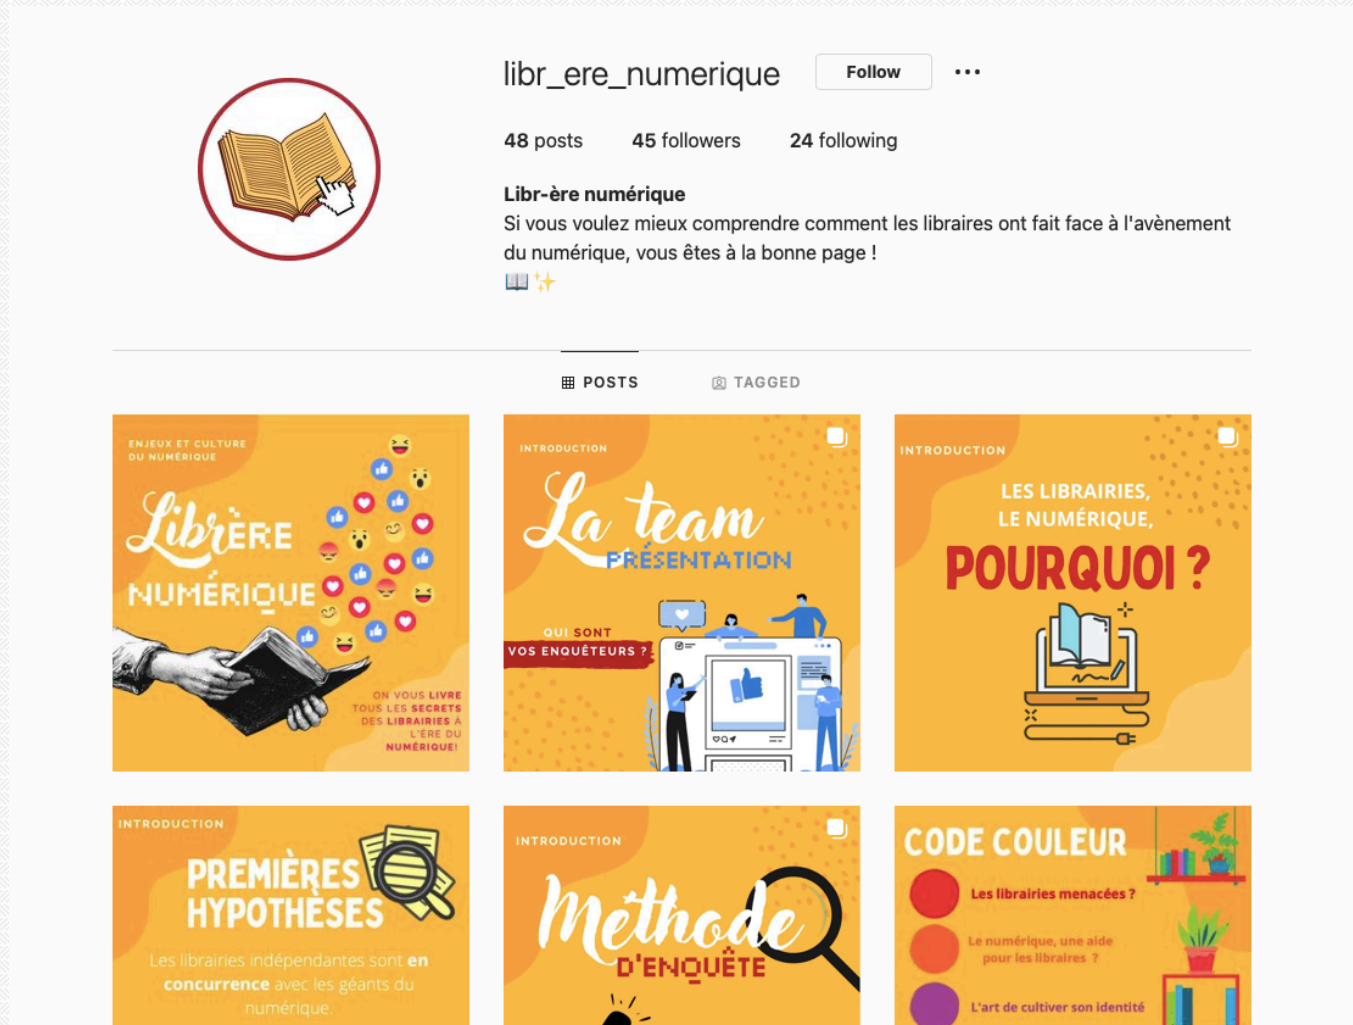 libr_ere_numerique
Follow
48 posts 45 followers 24 following
Libr-ère numérique
Si vous voulez mieux comprendre comment les libraires ont fait face à l'avènement
du numérique, vous êtes à la bonne page !
POSTS
TAGGED
ENJEUX ET CULTURE
DU NUMÉRIQUE
LibrÈRE
NUMÉRIQUE
ON VOUS LIVRE
TOUS LES SECRETS
DES LIBRAIRIES À
L'ÈRE DU
NUMÉRIQUE!
INTRODUCTION
La team
PRÉSENTATION
QUI SONT
VOS ENQUÊTEURS ?
INTRODUCTION
LES LIBRAIRIES,
LE NUMÉRIQUE,
POURQUOI ?
INTRODUCTION
PREMIÈRES
HYPOTHÈSES
Les librairies indépendantes sont en
concurrence avec les géants du
numérique.
INTRODUCTION
Méthode
D'ENQUÊTE
CODE COULEUR
Les librairies menacées ?
Le numérique, une aide
pour les libraires ?
L'art de cultiver son identité